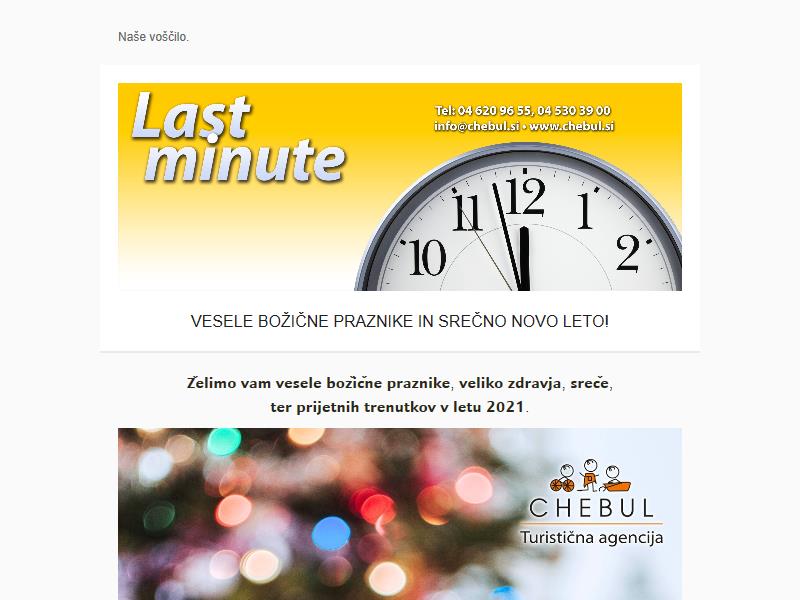 Naše voščilo.
Last
minute
Tel: 04 620 96 55, 04 530 39 00
info@chebul.si • www.chebul.si
10 11 12 1 2
VESELE BOŽIČNE PRAZNIKE IN SREČNO NOVO LETO!
Želimo vam vesele božične praznike, veliko zdravja, sreče,
ter prijetnih trenutkov v letu 2021.
CHEBUL
Turistična agencija